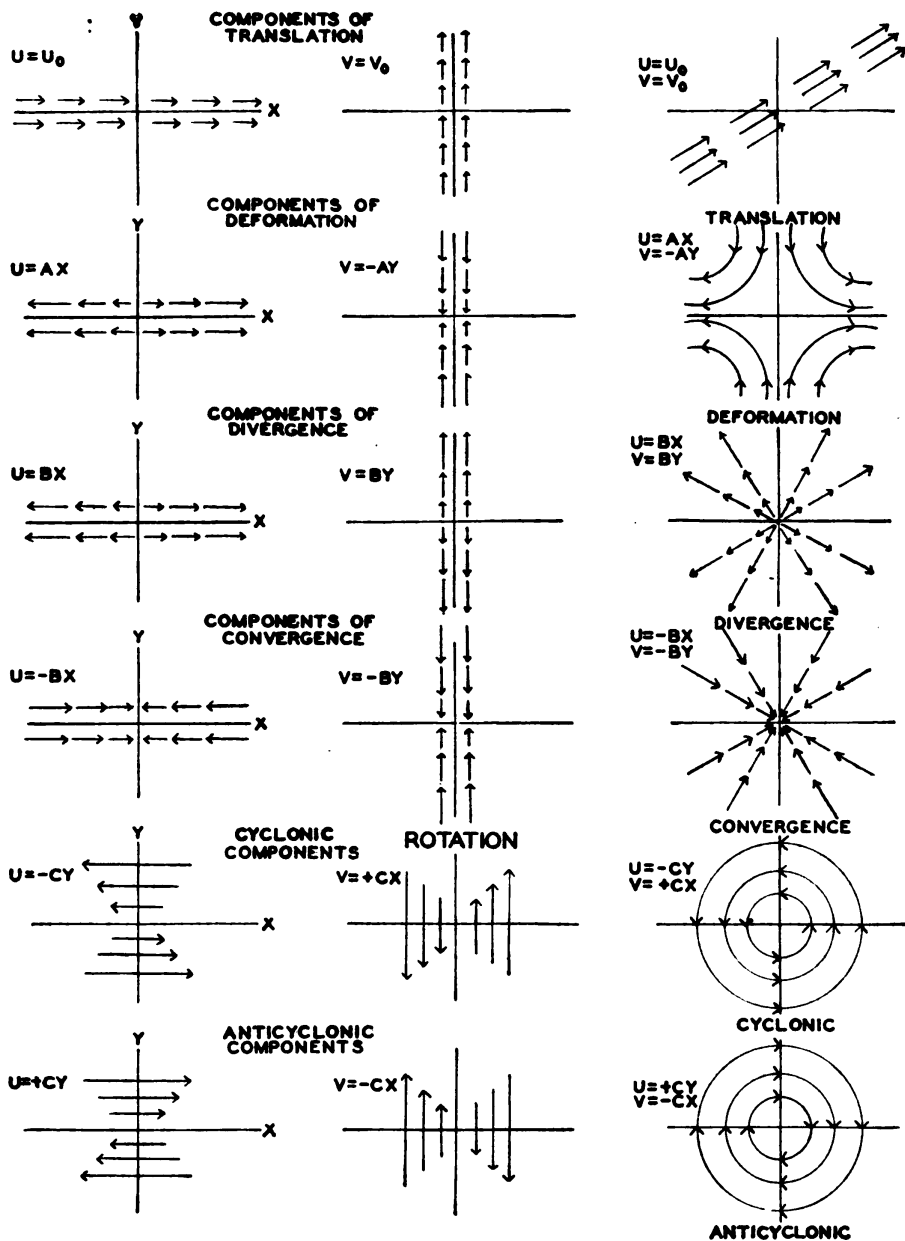 Y
COMPONENTS OF
TRANSLATION
U=U₀
X
V=V₀
U=U₀
V=V₀
TRANSLATION
COMPONENTS OF
DEFORMATION
Y
U=AX
X
V=-AY
U=AX
V=-AY
DEFORMATION
COMPONENTS OF
DIVERGENCE
Y
U=BX
X
V=BY
U=BX
V=BY
DIVERGENCE
COMPONENTS OF
CONVERGENCE
Y
U=-BX
X
V=-BY
U=-BX
V=-BY
CONVERGENCE
CYCLONIC
COMPONENTS
ROTATION
Y
U=-CY
X
V=+CX
U=-CY
V=+CX
CYCLONIC
ANTICYCLONIC
COMPONENTS
Y
U=+CY
X
V=-CX
U=+CY
V=-CX
ANTICYCLONIC